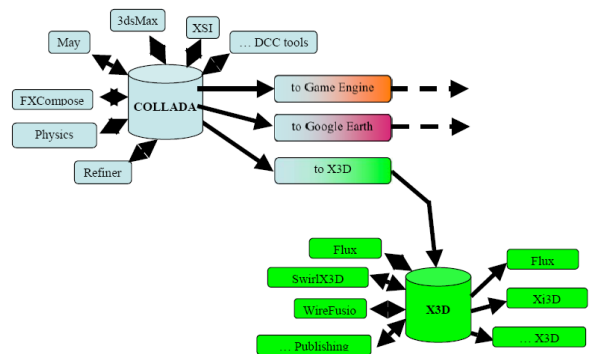 3dsMax
XSI
May
... DCC tools
FXCompose
COLLADA
to Game Engine
Physics
to Google Earth
Refiner
to X3D
Flux
Flux
SwirlX3D
X3D
Xi3D
WireFusio
... Publishing
... X3D